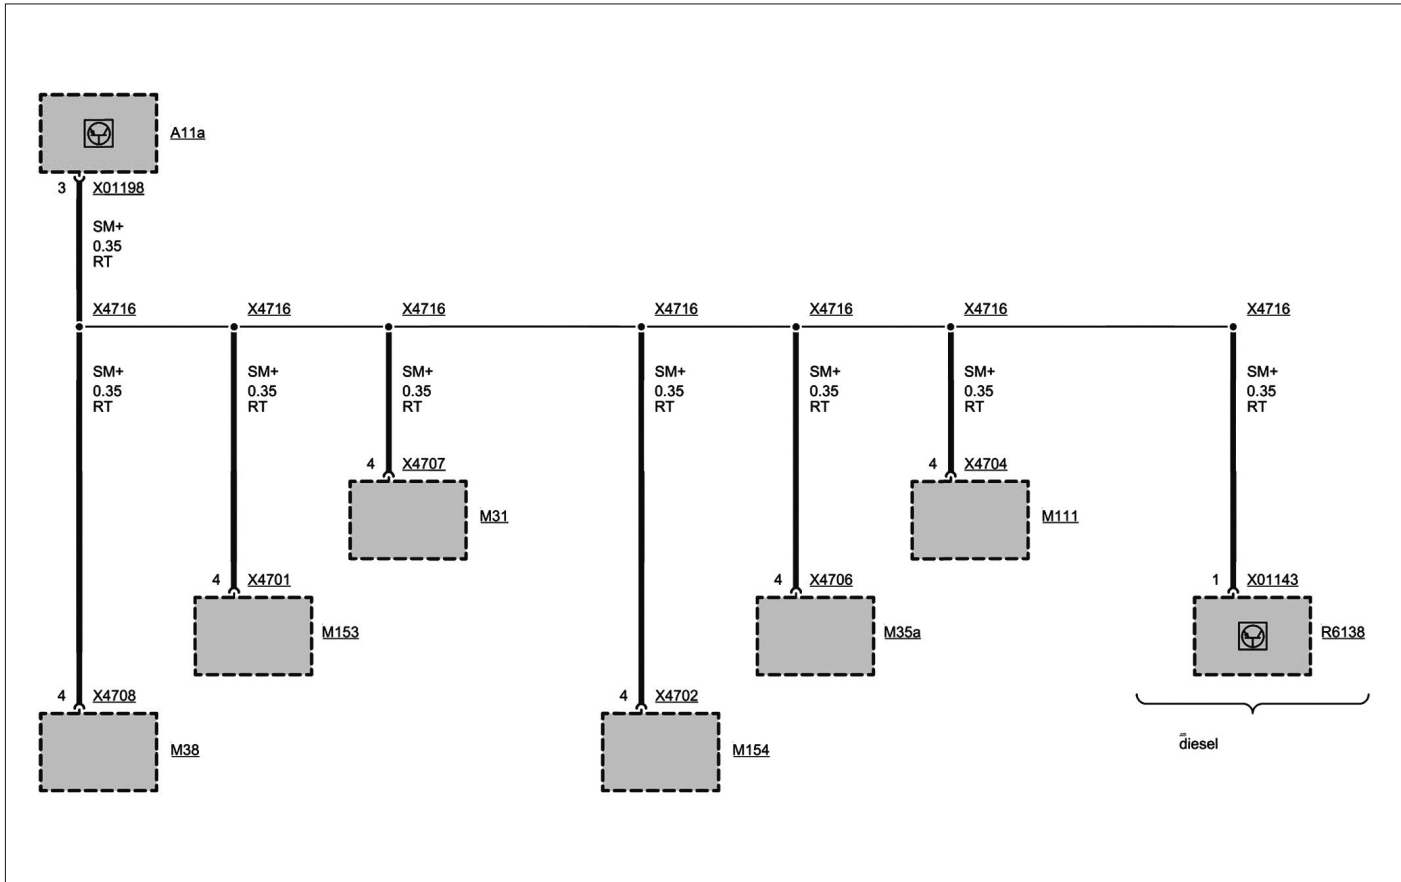 A11a
3 X01198
SM+
0.35
RT
X4716 X4716 X4716 X4716 X4716 X4716 X4716
SM+ SM+ SM+ SM+ SM+ SM+ SM+
0.35 0.35 0.35 0.35 0.35 0.35 0.35
RT RT RT RT RT RT RT
4 X4707 4 X4704
M31 M111
4 X4701 4 X4706 1 X01143
M153 M35a R6138
4 X4708 4 X4702
M38 M154
diesel